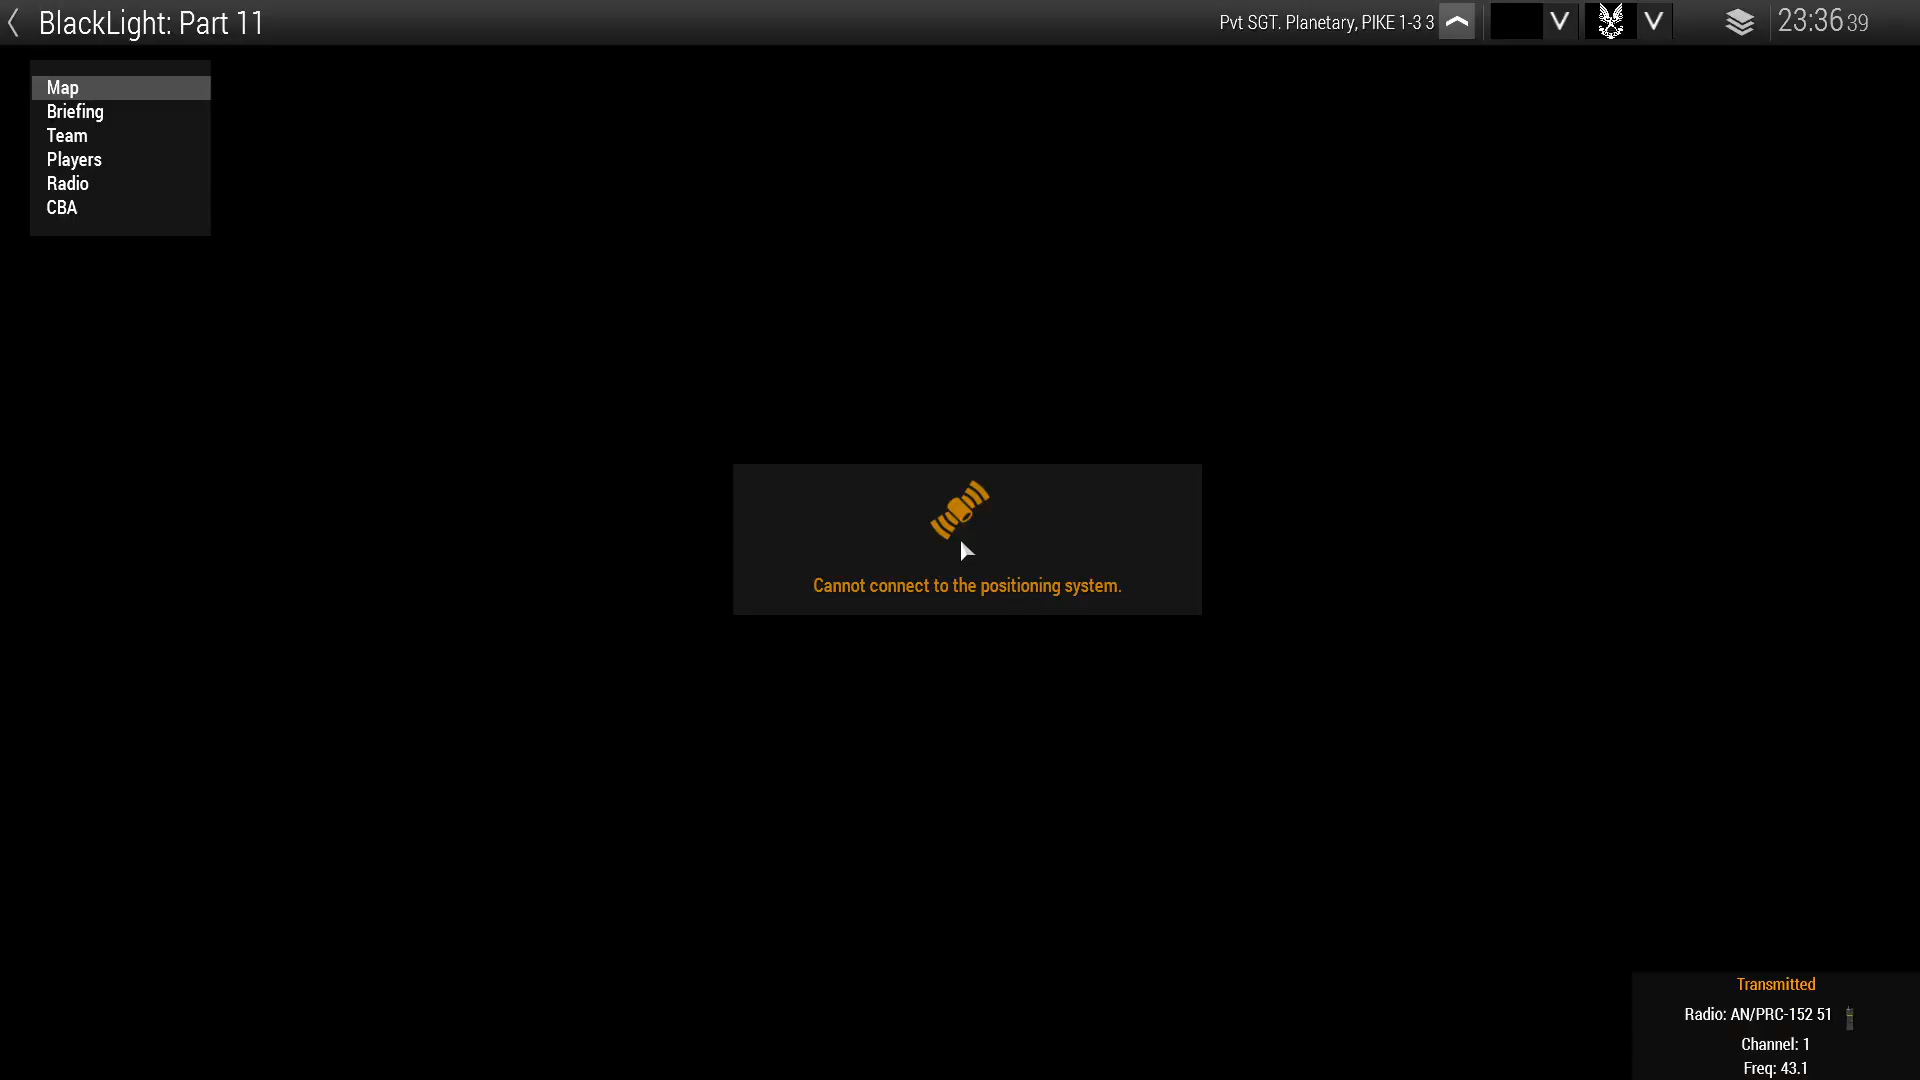 BlackLight: Part 11
Pvt SGT. Planetary, PIKE 1-3 3
23:36 39
Map
Briefing
Team
Players
Radio
CBA
Cannot connect to the positioning system.
Transmitted
Radio: AN/PRC-152 51
Channel: 1
Freq: 43.1